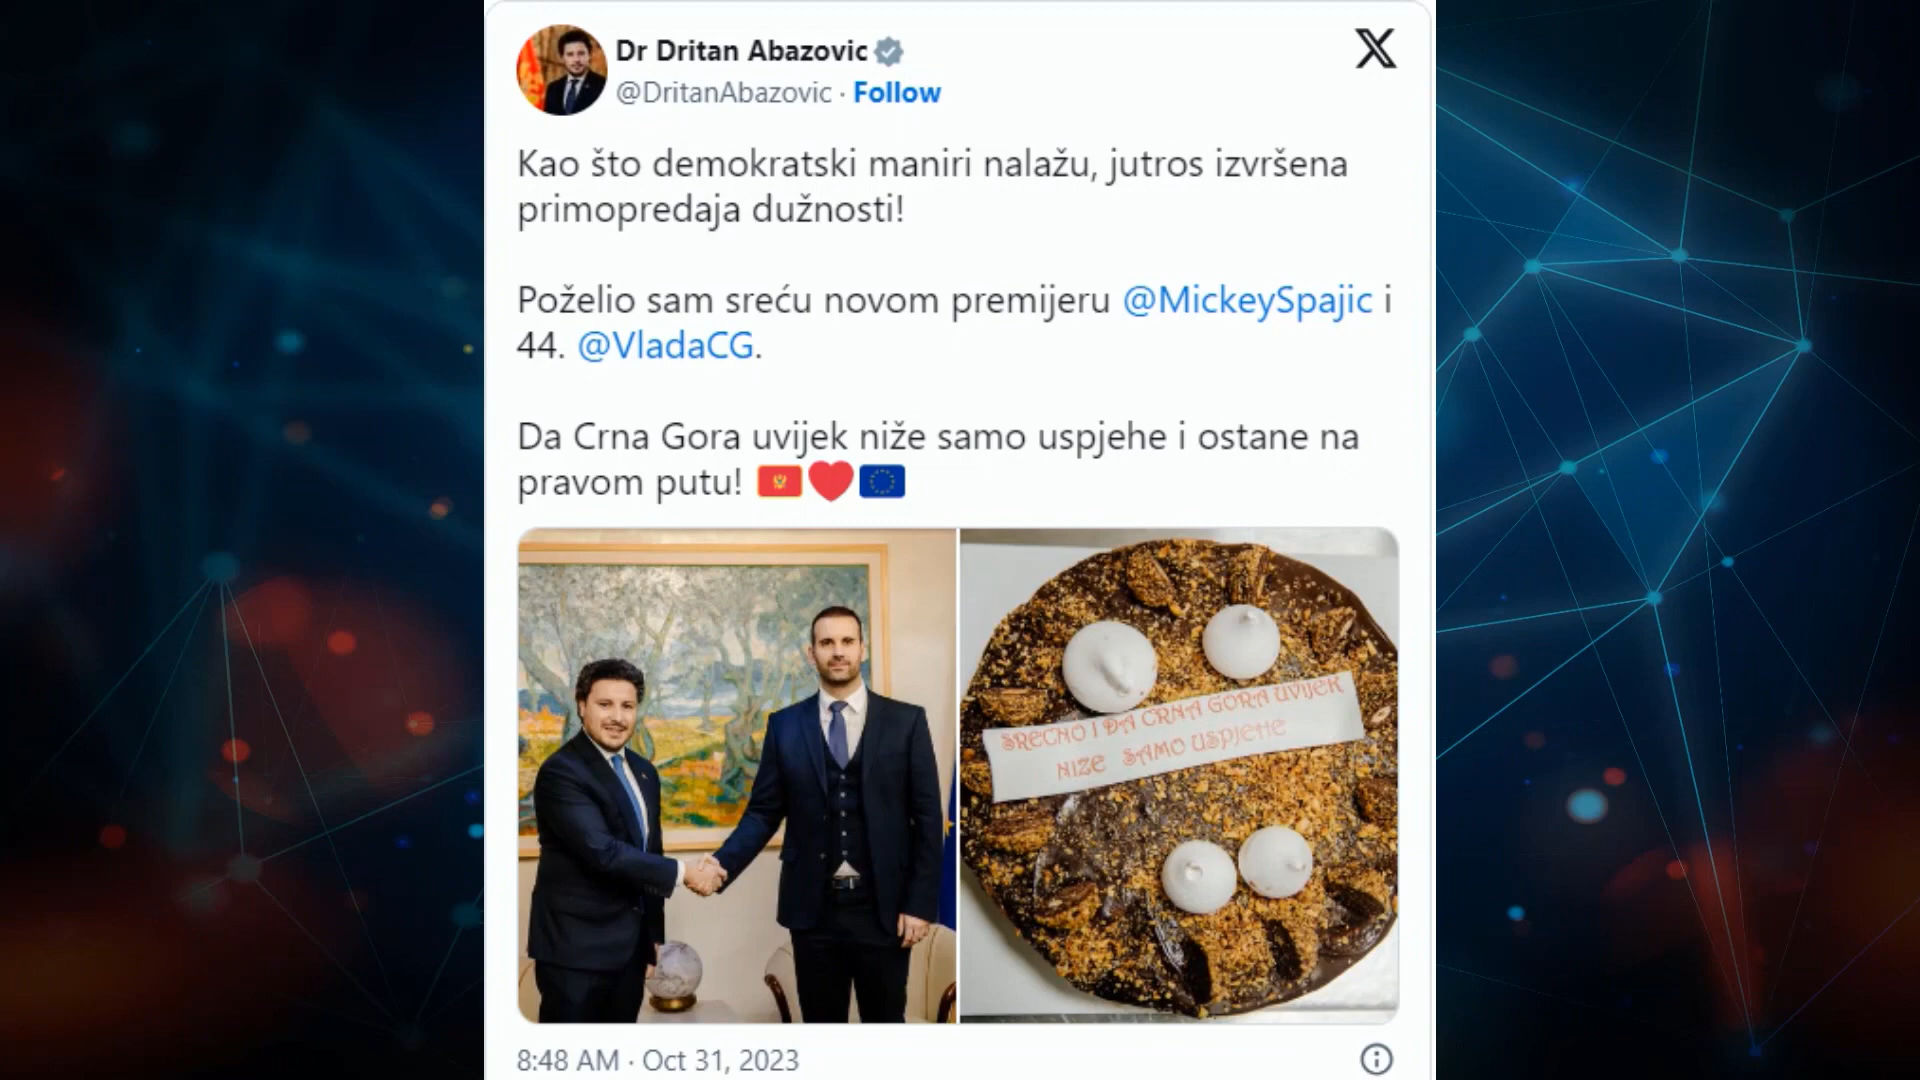 Dr Dritan Abazovic
@DritanAbazovic · Follow
Kao što demokratski maniri nalažu, jutros izvršena
primopredaja dužnosti!
Poželio sam sreću novom premijeru @MickeySpajic i
44. @VladaCG.
Da Crna Gora uvijek niže samo uspjehe i ostane na
pravom putu! 🇲🇪❤️🇪🇺
SREĆNO I DA CRNA GORA UVIJEK
NIZE SAMO USPJEHE
8:48 AM · Oct 31, 2023